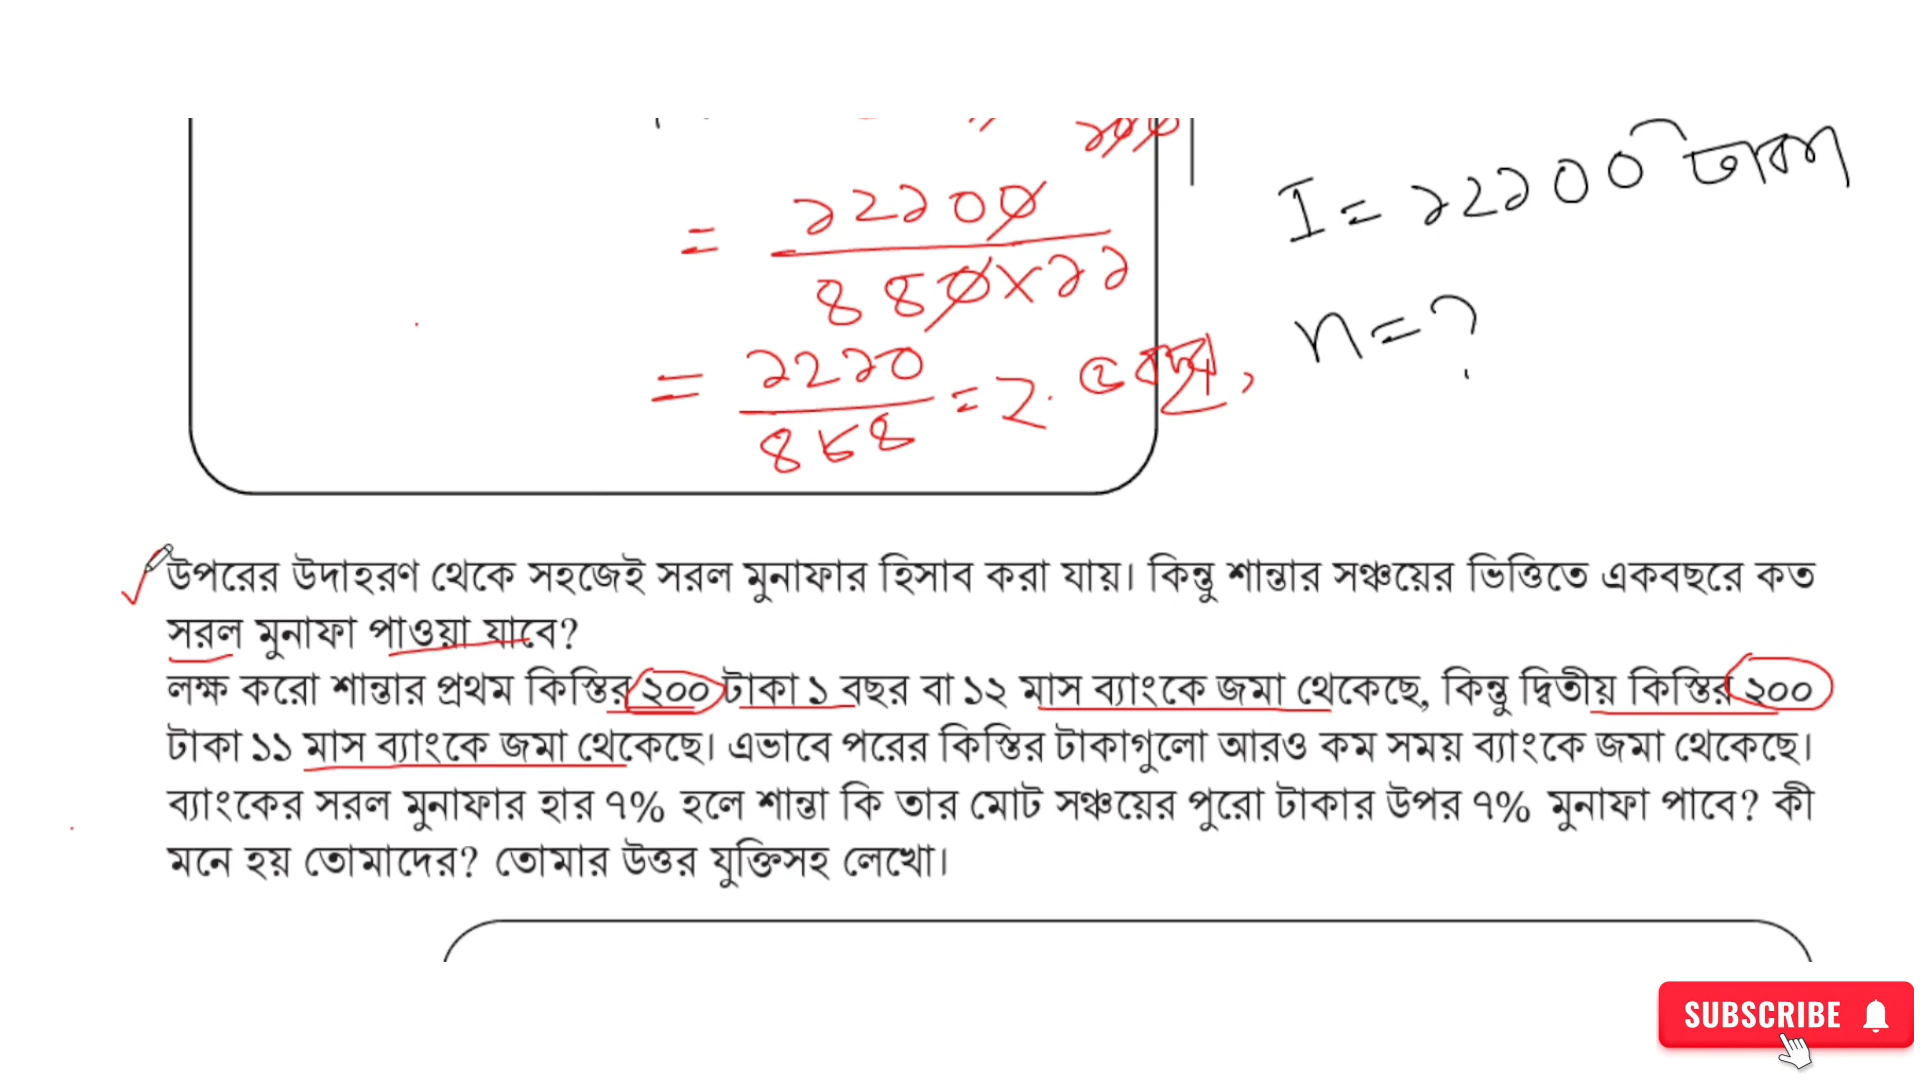 ১০০
I = ১২১০০ টাকা
= ১২১০০
৪৪০×১১
n = ?
= ১২১০ = ২.৫ বছর,
৪৮৪
উপরের উদাহরণ থেকে সহজেই সরল মুনাফার হিসাব করা যায়। কিন্তু শান্তার সঞ্চয়ের ভিত্তিতে একবছরে কত
সরল মুনাফা পাওয়া যাবে?
লক্ষ করো শান্তার প্রথম কিস্তির ২০০ টাকা ১ বছর বা ১২ মাস ব্যাংকে জমা থেকেছে, কিন্তু দ্বিতীয় কিস্তির ২০০
টাকা ১১ মাস ব্যাংকে জমা থেকেছে। এভাবে পরের কিস্তির টাকাগুলো আরও কম সময় ব্যাংকে জমা থেকেছে।
ব্যাংকের সরল মুনাফার হার ৭% হলে শান্তা কি তার মোট সঞ্চয়ের পুরো টাকার উপর ৭% মুনাফা পাবে? কী
মনে হয় তোমাদের? তোমার উত্তর যুক্তিসহ লেখো।
SUBSCRIBE